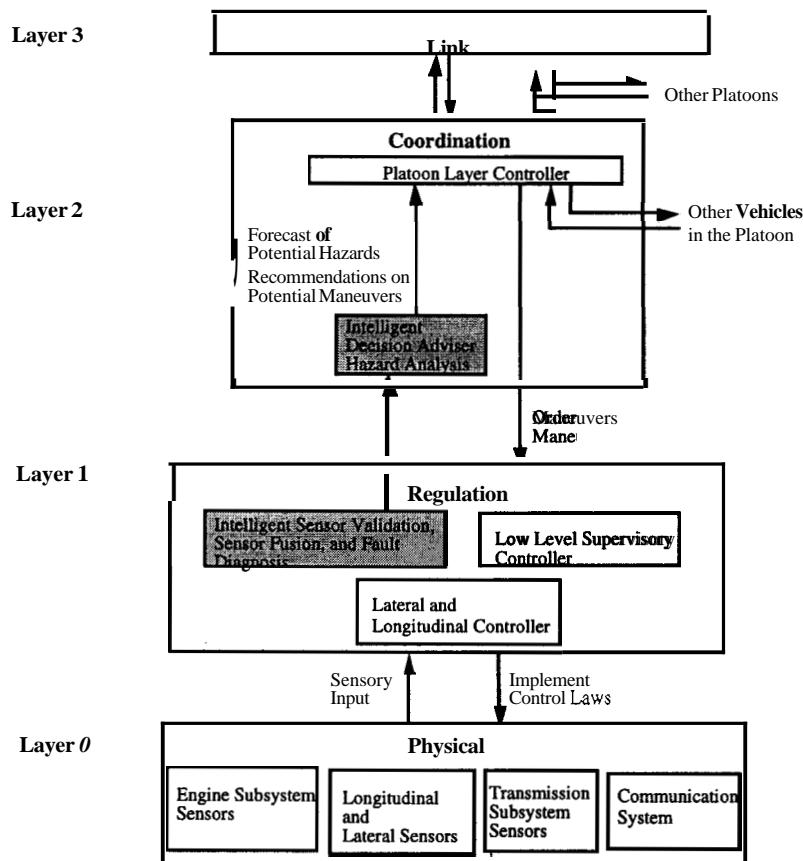 Layer 3
Link
Other Platoons
Coordination
Platoon Layer Controller
Layer 2
Other Vehicles
in the Platoon
Forecast of
Potential Hazards
Recommendations on
Potential Maneuvers
Intelligent
Decision Adviser
Hazard Analysis
Order
Maneuvers
Layer 1
Regulation
Intelligent Sensor Validation,
Sensor Fusion, and Fault
Diagnosis
Low Level Supervisory
Controller
Lateral and
Longitudinal Controller
Sensory
Input
Implement
Control Laws
Layer 0
Physical
Engine Subsystem
Sensors
Longitudinal
and
Lateral Sensors
Transmission
Subsystem
Sensors
Communication
System